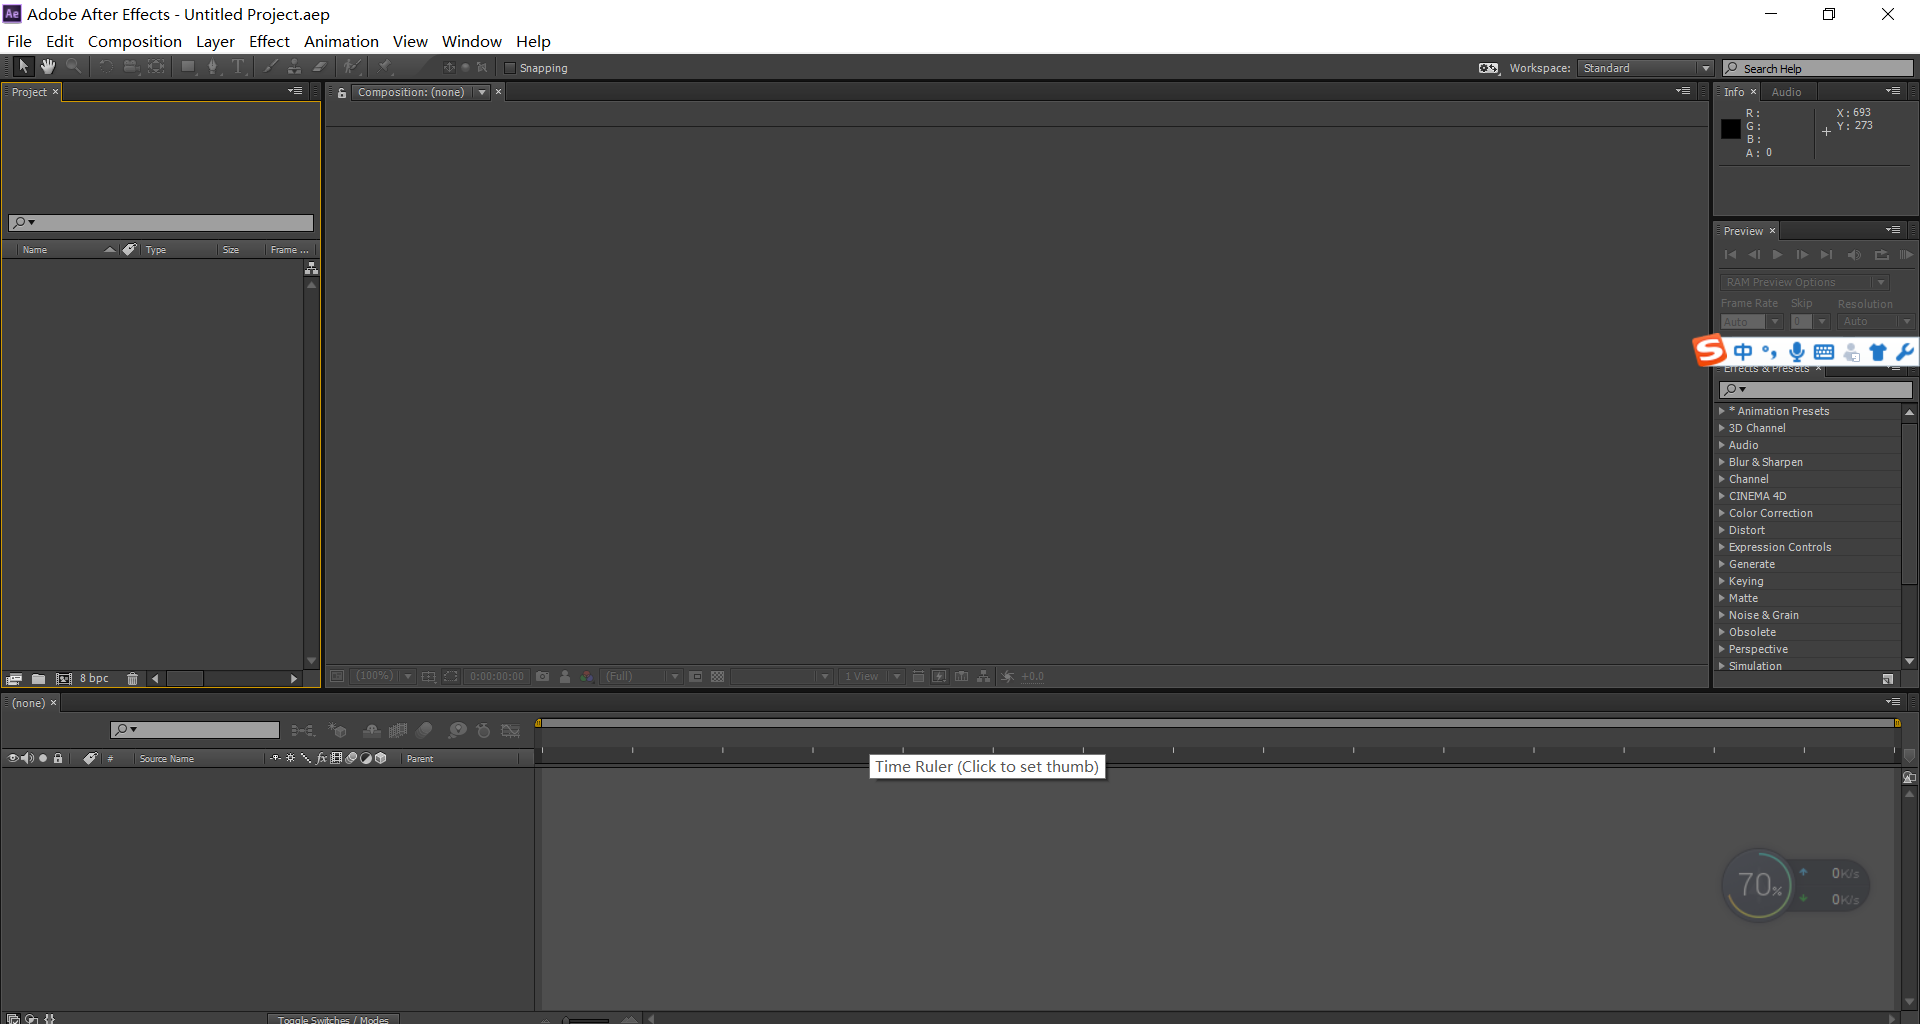 Ae Adobe After Effects - Untitled Project.aep
File Edit Composition Layer Effect Animation View Window Help
T Snapping Workspace: Standard Search Help
Project × Composition: (none) × Info × Audio
R :
G :
B :
A : 0
X : 693
Y : 273
Name Type Size Frame ...
Preview ×
RAM Preview Options
Frame Rate Skip Resolution
Auto 0 Auto
S 中 °,
Effects & Presets ×
* Animation Presets
3D Channel
Audio
Blur & Sharpen
Channel
CINEMA 4D
Color Correction
Distort
Expression Controls
Generate
Keying
Matte
Noise & Grain
Obsolete
Perspective
Simulation
8 bpc
(100%) 0:00:00:00 (Full) 1 View +0.0
(none) ×
# Source Name fx Parent
Time Ruler (Click to set thumb)
70%
0K/s
0K/s
Toggle Switches / Modes